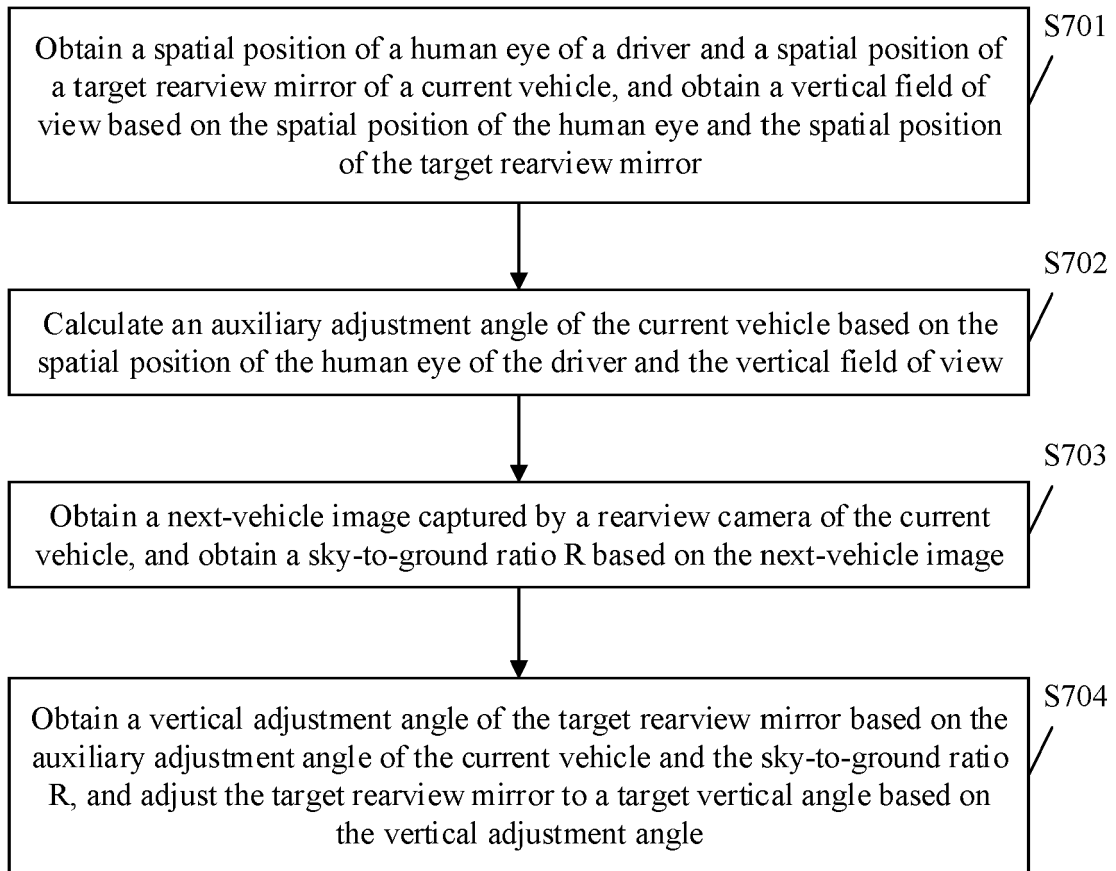 S701
Obtain a spatial position of a human eye of a driver and a spatial position of
a target rearview mirror of a current vehicle, and obtain a vertical field of
view based on the spatial position of the human eye and the spatial position
of the target rearview mirror
S702
Calculate an auxiliary adjustment angle of the current vehicle based on the
spatial position of the human eye of the driver and the vertical field of view
S703
Obtain a next-vehicle image captured by a rearview camera of the current
vehicle, and obtain a sky-to-ground ratio R based on the next-vehicle image
S704
Obtain a vertical adjustment angle of the target rearview mirror based on the
auxiliary adjustment angle of the current vehicle and the sky-to-ground ratio
R, and adjust the target rearview mirror to a target vertical angle based on
the vertical adjustment angle